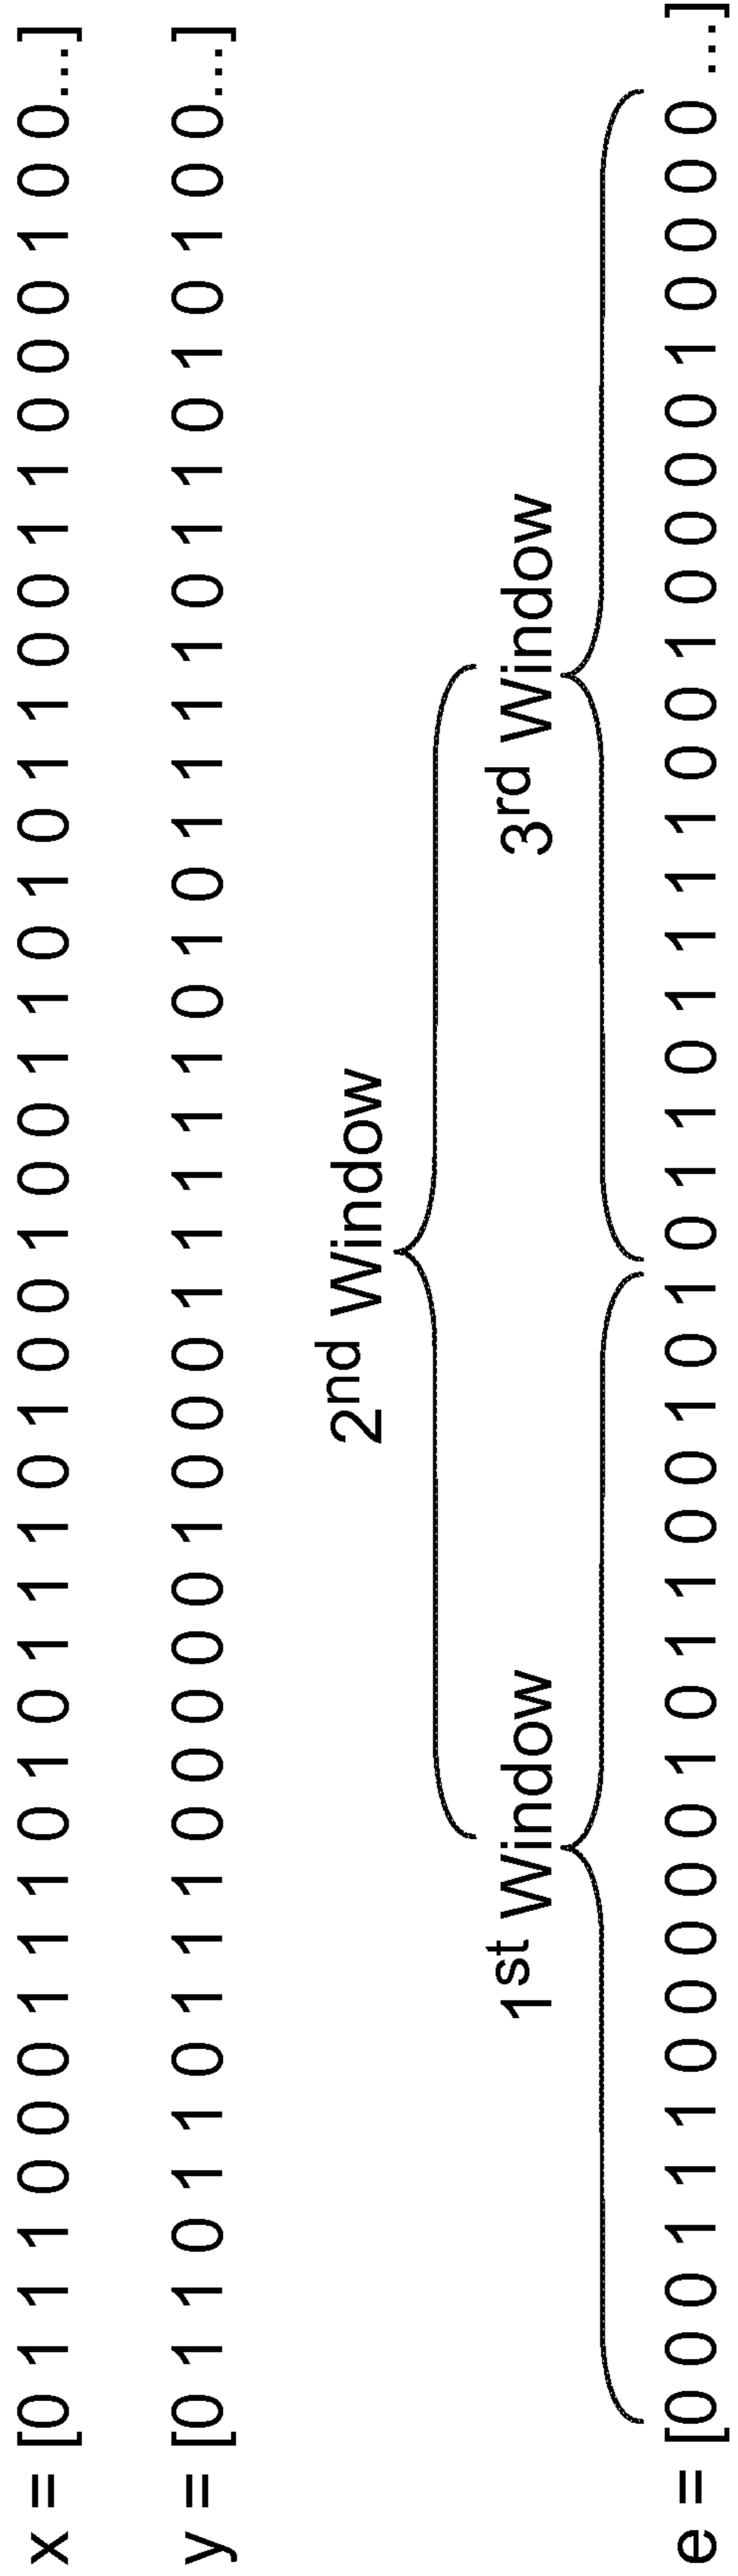 x = [0 1 1 1 0 0 0 1 1 1 0 1 0 1 1 1 0 1 0 0 1 0 0 1 1 0 1 0 1 1 0 0 1 1 0 0 0 1 0 0...]
y = [0 1 1 0 1 1 0 1 1 1 0 0 0 0 0 1 0 0 0 1 1 1 1 1 0 1 0 1 1 1 1 0 1 1 0 1 0 1 0 0...]
2nd Window
1st Window 3rd Window
e = [0 0 0 1 1 1 0 0 0 0 0 1 0 1 1 0 0 1 0 1 0 1 1 0 1 1 1 1 0 0 1 0 0 0 0 1 0 0 0 0 ...]